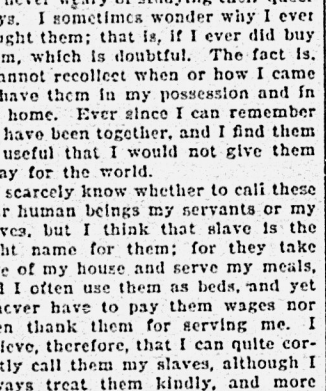 never weary of studying their queer
ys. I sometimes wonder why I ever
ught them; that is, if I ever did buy
m, which is doubtful. The fact is,
annot recollect when or how I came
have them in my possession and in
home. Ever since I can remember
have been together, and I find them
useful that I would not give them
ay for the world.
scarcely know whether to call these
r human beings my servants or my
ves, but I think that slave is the
ht name for them; for they take
e of my house and serve my meals,
d I often use them as beds, and yet
never have to pay them wages nor
en thank them for serving me. I
ieve, therefore, that I can quite cor-
tly call them my slaves, although I
ways treat them kindly, and more